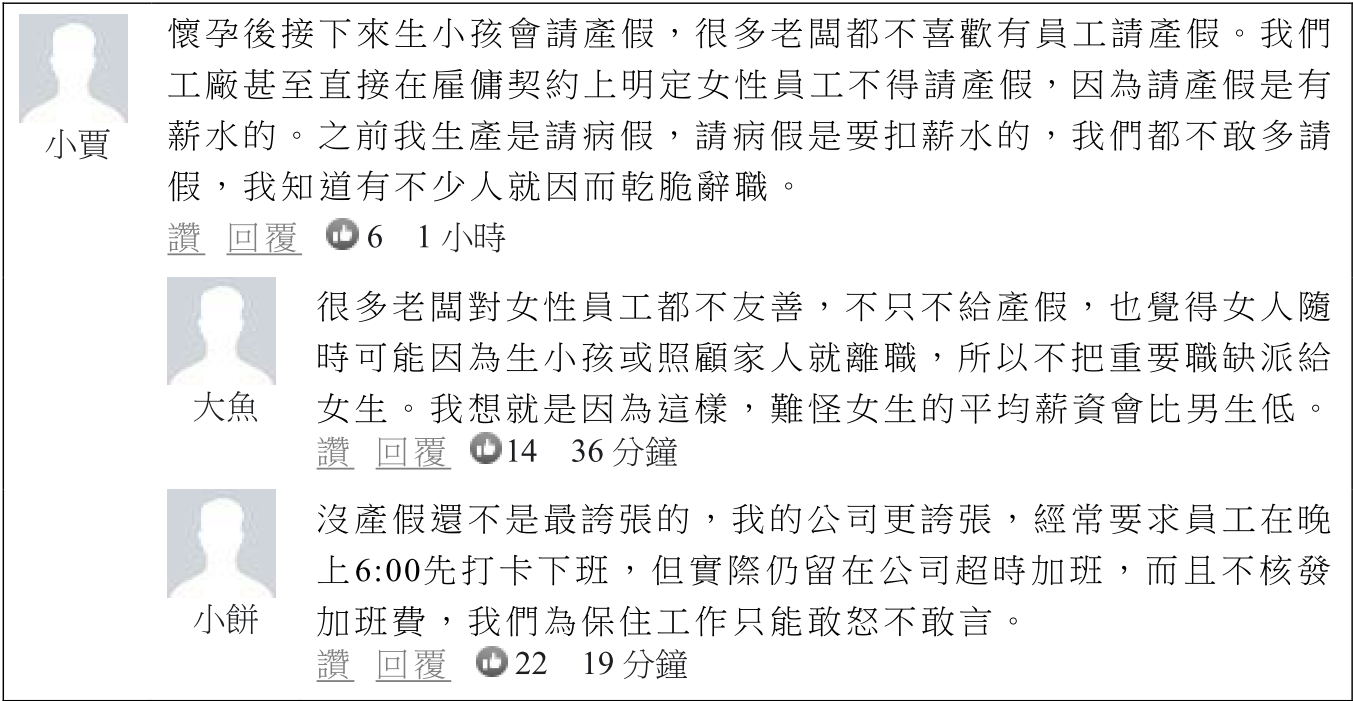 懷孕後接下來生小孩會請產假，很多老闆都不喜歡有員工請產假。我們
工廠甚至直接在雇傭契約上明定女性員工不得請產假，因為請產假是有
薪水的。之前我生產是請病假，請病假是要扣薪水的，我們都不敢多請
假，我知道有不少人就因而乾脆辭職。
小賈
讚 回覆 6 1 小時
很多老闆對女性員工都不友善，不只不給產假，也覺得女人隨
時可能因為生小孩或照顧家人就離職，所以不把重要職缺派給
女生。我想就是因為這樣，難怪女生的平均薪資會比男生低。
大魚
讚 回覆 14 36 分鐘
沒產假還不是最誇張的，我的公司更誇張，經常要求員工在晚
上6:00先打卡下班，但實際仍留在公司超時加班，而且不核發
加班費，我們為保住工作只能敢怒不敢言。
小餅
讚 回覆 22 19 分鐘